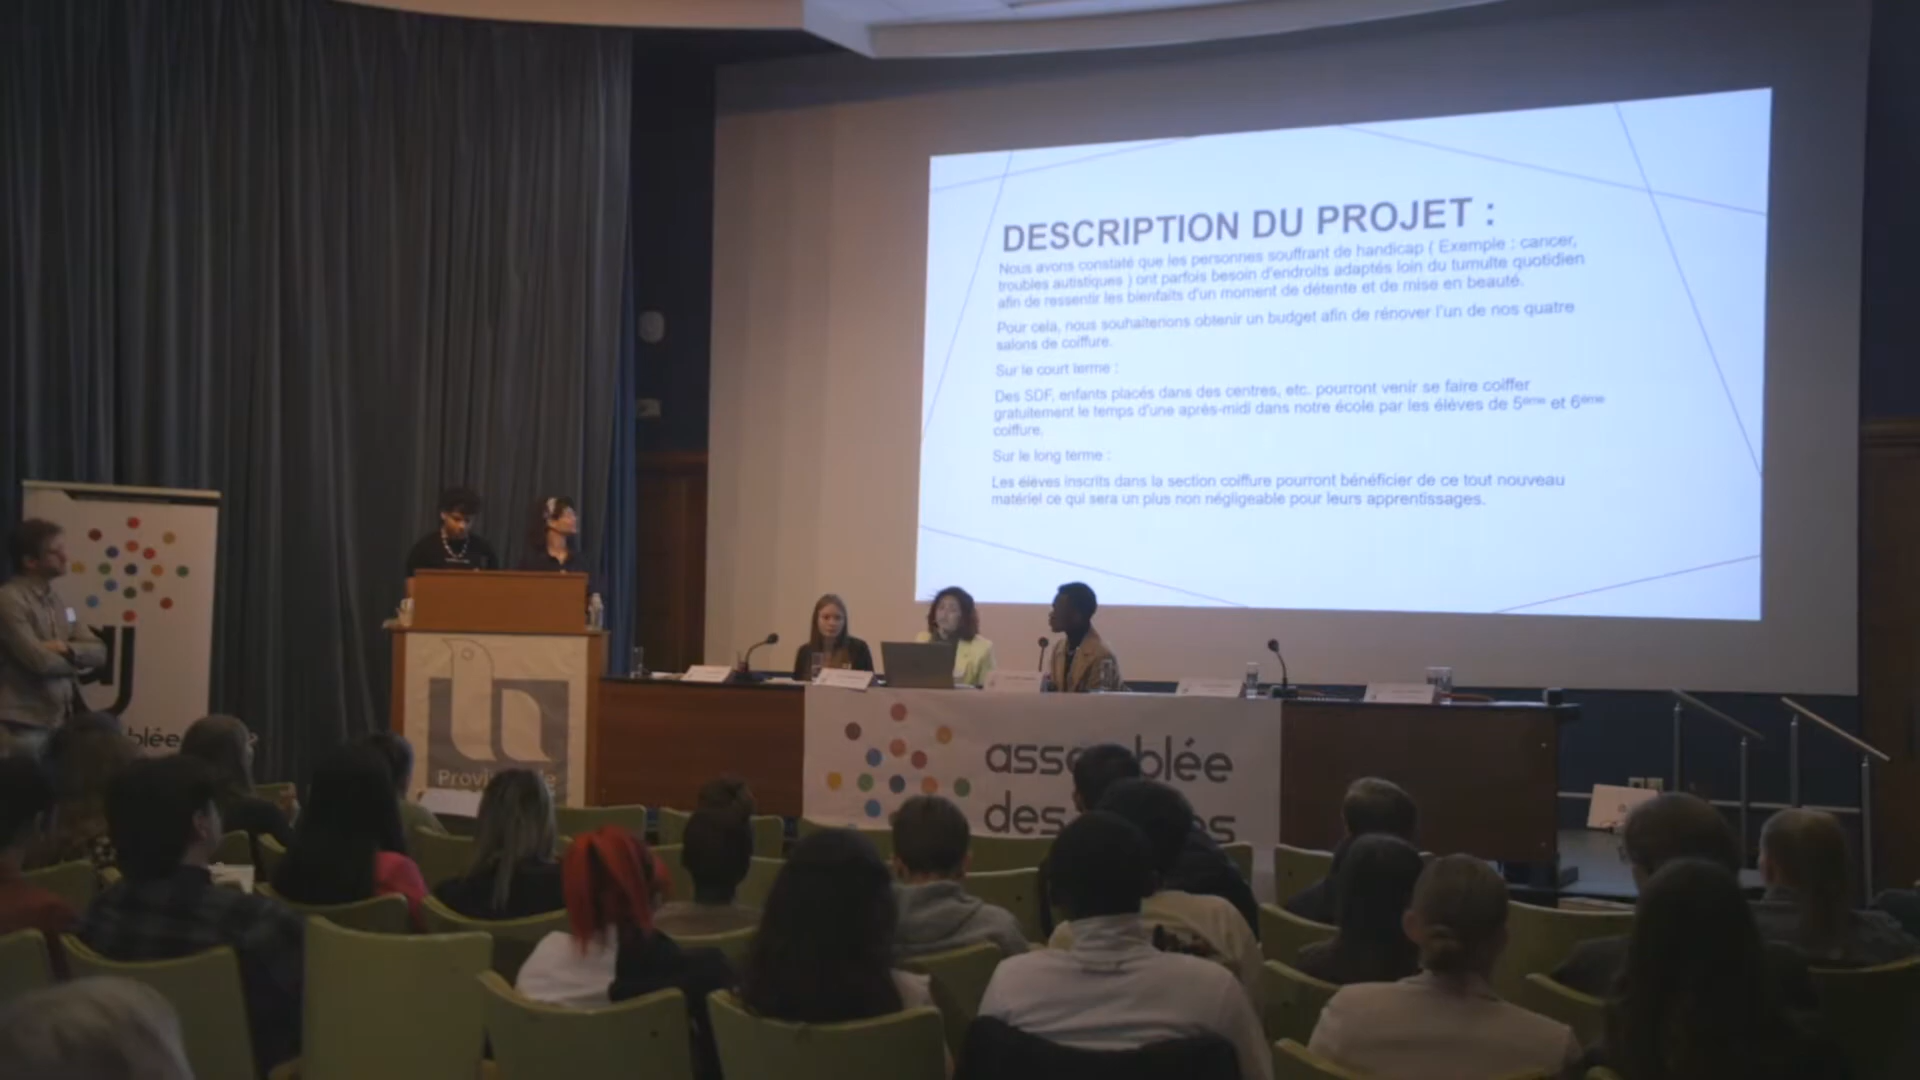 DESCRIPTION DU PROJET :
Nous avons constaté que les personnes souffrant de handicap ( Exemple : cancer,
troubles autistiques ) ont parfois besoin d'endroits adaptés loin du tumulte quotidien
afin de ressentir les bienfaits d'un moment de détente et de mise en beauté.
Pour cela, nous souhaiterions obtenir un budget afin de rénover l'un de nos quatre
salons de coiffure.
Sur le court terme :
Des SDF, enfants placés dans des centres, etc. pourront venir se faire coiffer
gratuitement le temps d'une après-midi dans notre école par les élèves de 5ème et 6ème
coiffure.
Sur le long terme :
Les élèves inscrits dans la section coiffure pourront bénéficier de ce tout nouveau
matériel ce qui sera un plus non négligeable pour leurs apprentissages.
aj
blée
assemblée
des